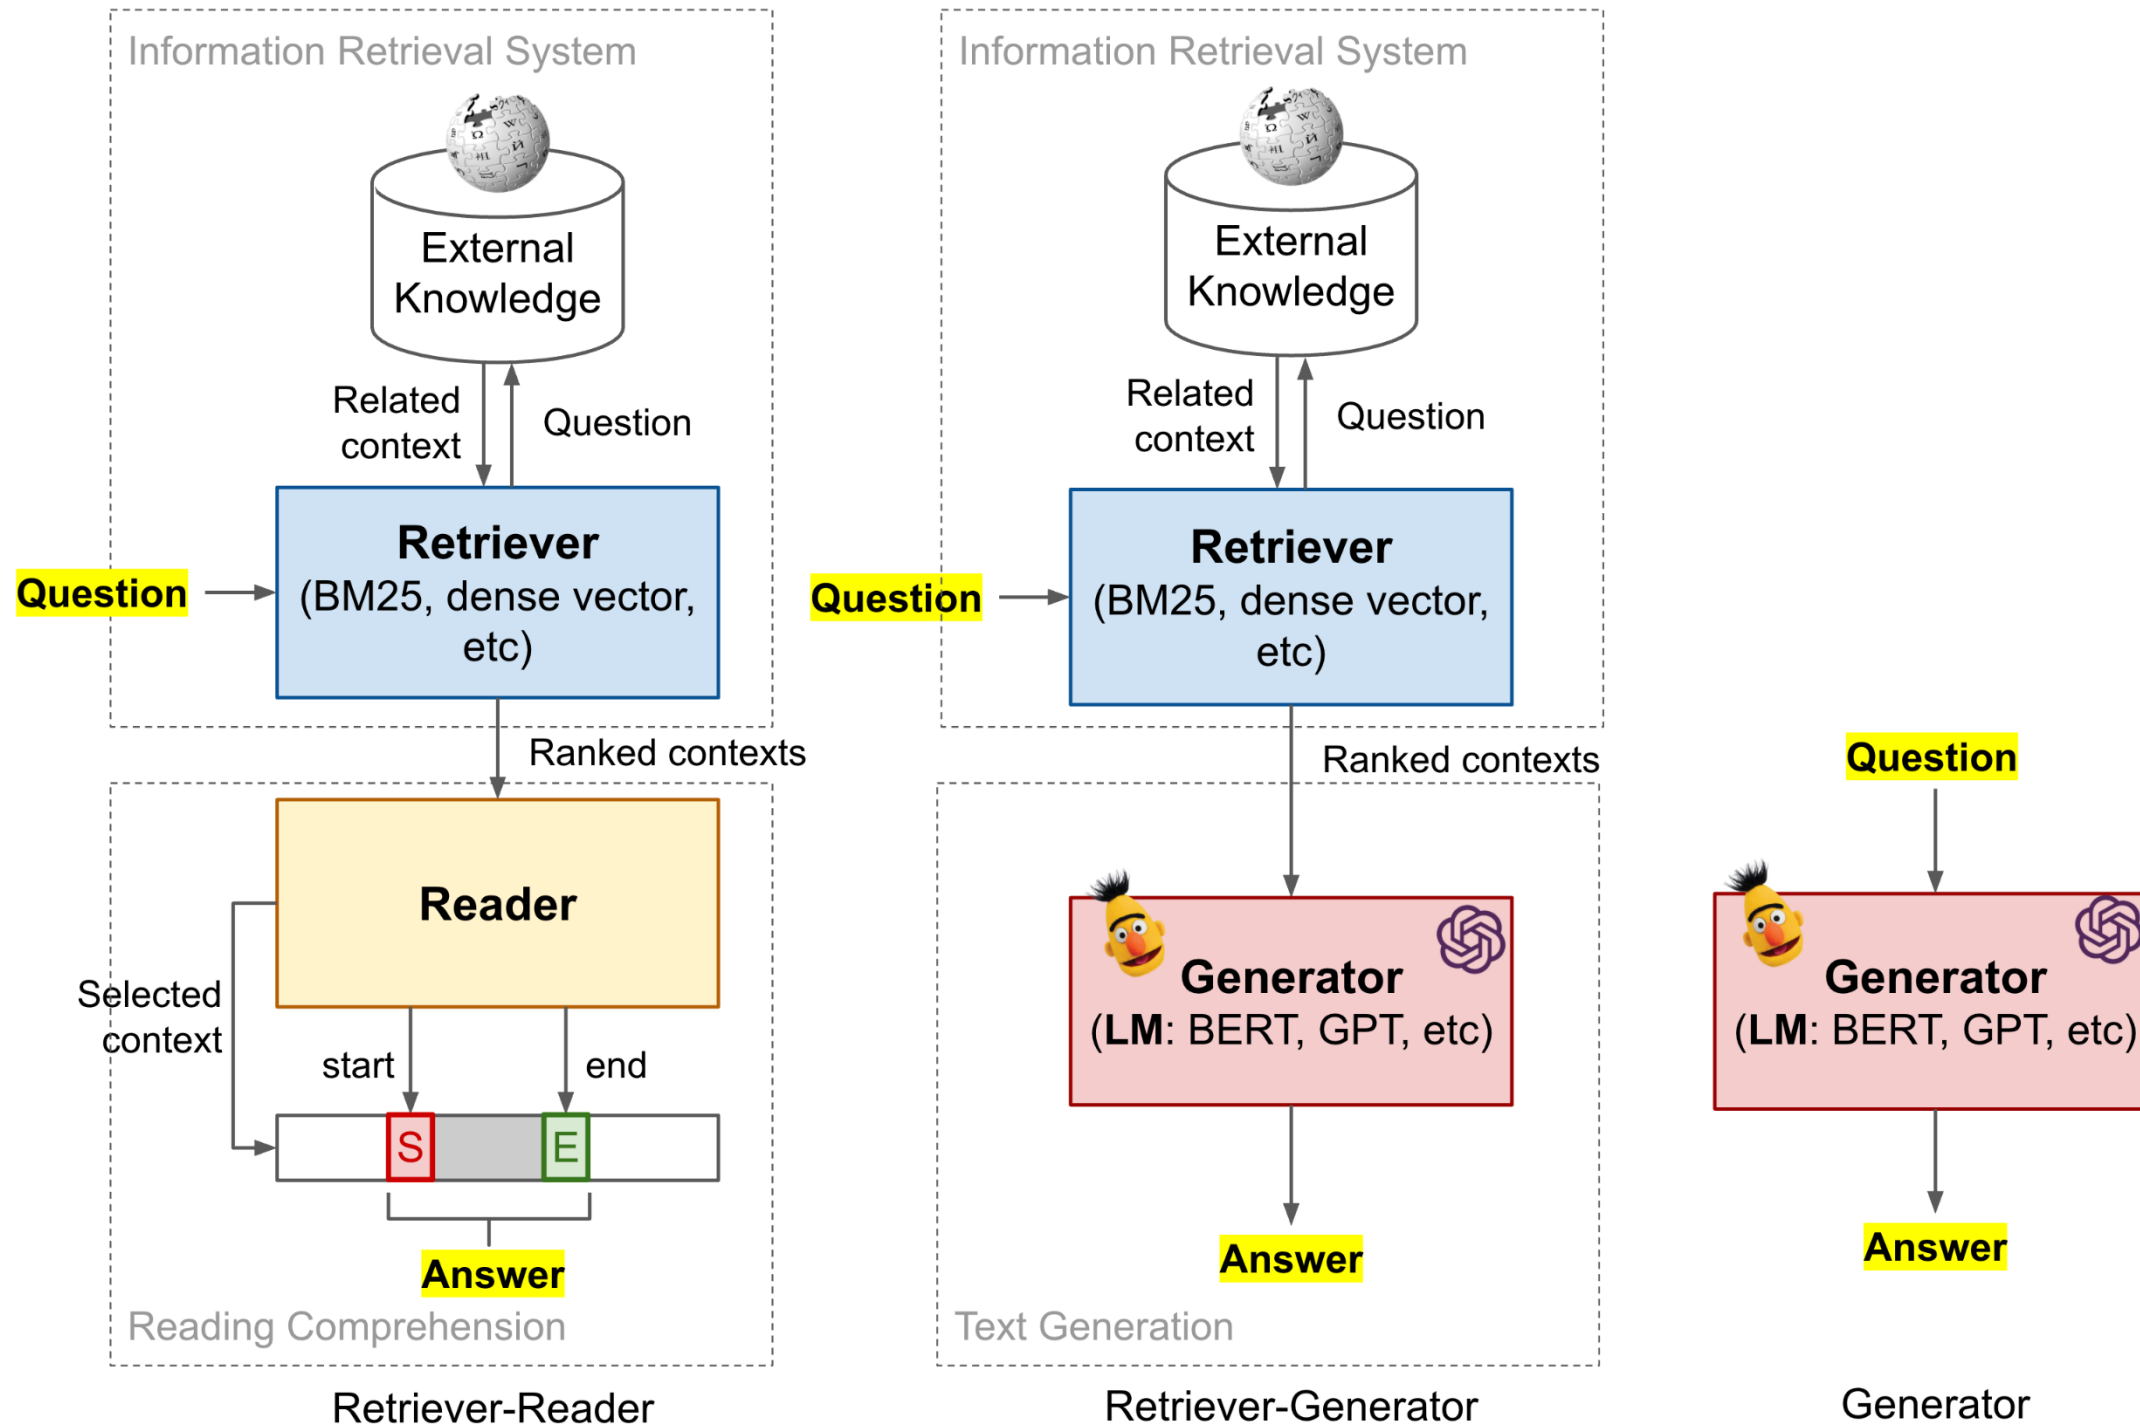 Information Retrieval System
External
Knowledge
Related
context
Question
Retriever
(BM25, dense vector,
etc)
Question
Ranked contexts
Reader
Selected
context
start
end
S
E
Answer
Reading Comprehension
Retriever-Reader
Information Retrieval System
External
Knowledge
Related
context
Question
Retriever
(BM25, dense vector,
etc)
Question
Ranked contexts
Generator
(LM: BERT, GPT, etc)
Answer
Text Generation
Retriever-Generator
Question
Generator
(LM: BERT, GPT, etc)
Answer
Generator